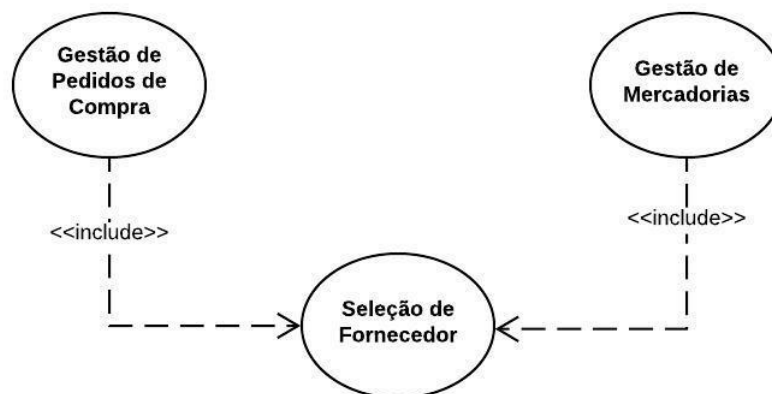 Gestão de
Pedidos de
Compra
Gestão de
Mercadorias
<<include>>
<<include>>
Seleção de
Fornecedor